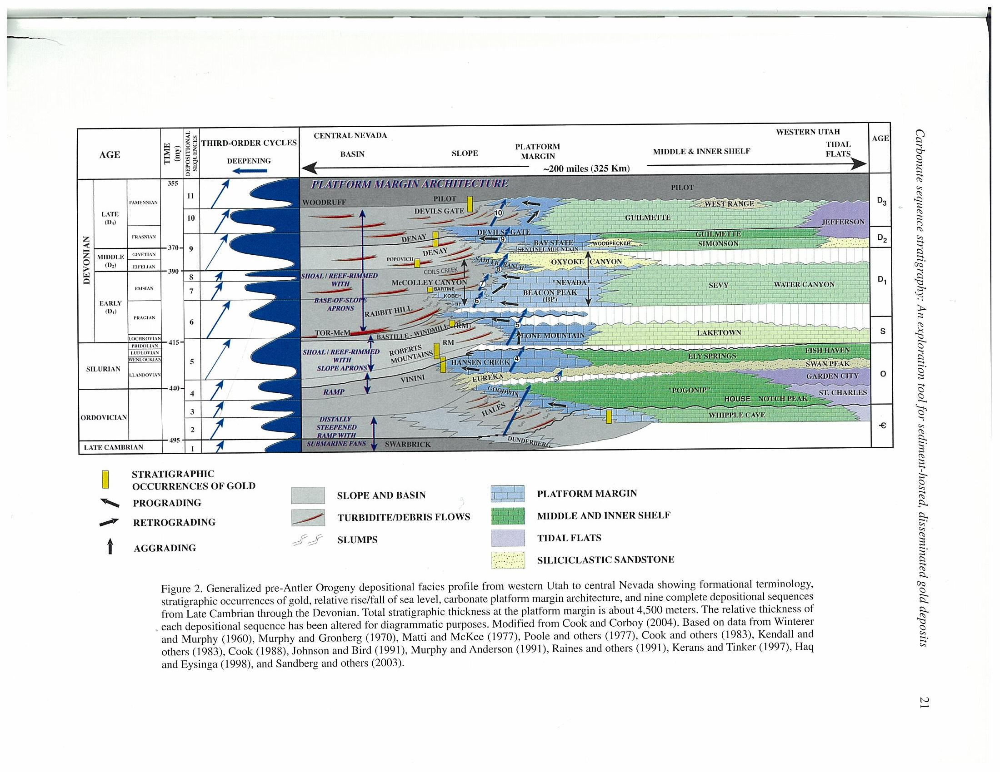 AGE
TIME
(my)
DEPOSITIONAL
SEQUENCES
THIRD-ORDER CYCLES
DEEPENING
CENTRAL NEVADA
WESTERN UTAH
BASIN
SLOPE
PLATFORM
MARGIN
MIDDLE & INNER SHELF
TIDAL
FLATS
~200 miles (325 Km)
AGE
DEVONIAN
LATE
(D3)
FAMENNIAN
FRASNIAN
MIDDLE
(D2)
GIVETIAN
EIFELIAN
EARLY
(D1)
EMSIAN
PRAGIAN
LOCHKOVIAN
SILURIAN
PRIDOLIAN
LUDLOVIAN
WENLOCKIAN
LLANDOVIAN
ORDOVICIAN
LATE CAMBRIAN
355
370
390
415
440
495
11
10
9
8
7
6
5
4
3
2
1
PLATFORM MARGIN ARCHITECTURE
PILOT
WOODRUFF
PILOT
WEST RANGE
DEVILS GATE
10
GUILMETTE
JEFFERSON
DEVILS GATE
GUILMETTE
DENAY
9
BAY STATE
WOODPECKER
SIMONSON
SENTINEL MOUNTAIN
DENAY
POPOVICH
SADLER RANCH
OXYOKE CANYON
COILS CREEK
8
SHOAL / REEF-RIMMED
WITH
BASE-OF-SLOPE
APRONS
McCOLLEY CANYON
7
"NEVADA"
SEVY
WATER CANYON
BARTINE
BEACON PEAK
(BP)
KOBEH
6
BP
RABBIT HILL
TOR-McM
BASTILLE - WINDMILL (RM)
5
LONE MOUNTAIN
LAKETOWN
RM
SHOAL / REEF-RIMMED
WITH
SLOPE APRONS
ROBERTS
MOUNTAINS
FISH HAVEN
ELY SPRINGS
HANSEN CREEK
4
SWAN PEAK
VININI
EUREKA
3
GARDEN CITY
RAMP
GOODWIN
"POGONIP"
ST. CHARLES
HOUSE NOTCH PEAK
HALES
2
WHIPPLE CAVE
DISTALLY
STEEPENED
RAMP WITH
SUBMARINE FANS
SWARBRICK
DUNDERBERG
D3
D2
D1
S
O
Ꞓ
STRATIGRAPHIC
OCCURRENCES OF GOLD
PROGRADING
RETROGRADING
AGGRADING
SLOPE AND BASIN
TURBIDITE/DEBRIS FLOWS
SLUMPS
PLATFORM MARGIN
MIDDLE AND INNER SHELF
TIDAL FLATS
SILICICLASTIC SANDSTONE
Figure 2. Generalized pre-Antler Orogeny depositional facies profile from western Utah to central Nevada showing formational terminology,
stratigraphic occurrences of gold, relative rise/fall of sea level, carbonate platform margin architecture, and nine complete depositional sequences
from Late Cambrian through the Devonian. Total stratigraphic thickness at the platform margin is about 4,500 meters. The relative thickness of
each depositional sequence has been altered for diagrammatic purposes. Modified from Cook and Corboy (2004). Based on data from Winterer
and Murphy (1960), Murphy and Gronberg (1970), Matti and McKee (1977), Poole and others (1977), Cook and others (1983), Kendall and
others (1983), Cook (1988), Johnson and Bird (1991), Murphy and Anderson (1991), Raines and others (1991), Kerans and Tinker (1997), Haq
and Eysinga (1998), and Sandberg and others (2003).
Carbonate sequence stratigraphy: An exploration tool for sediment-hosted, disseminated gold deposits
21